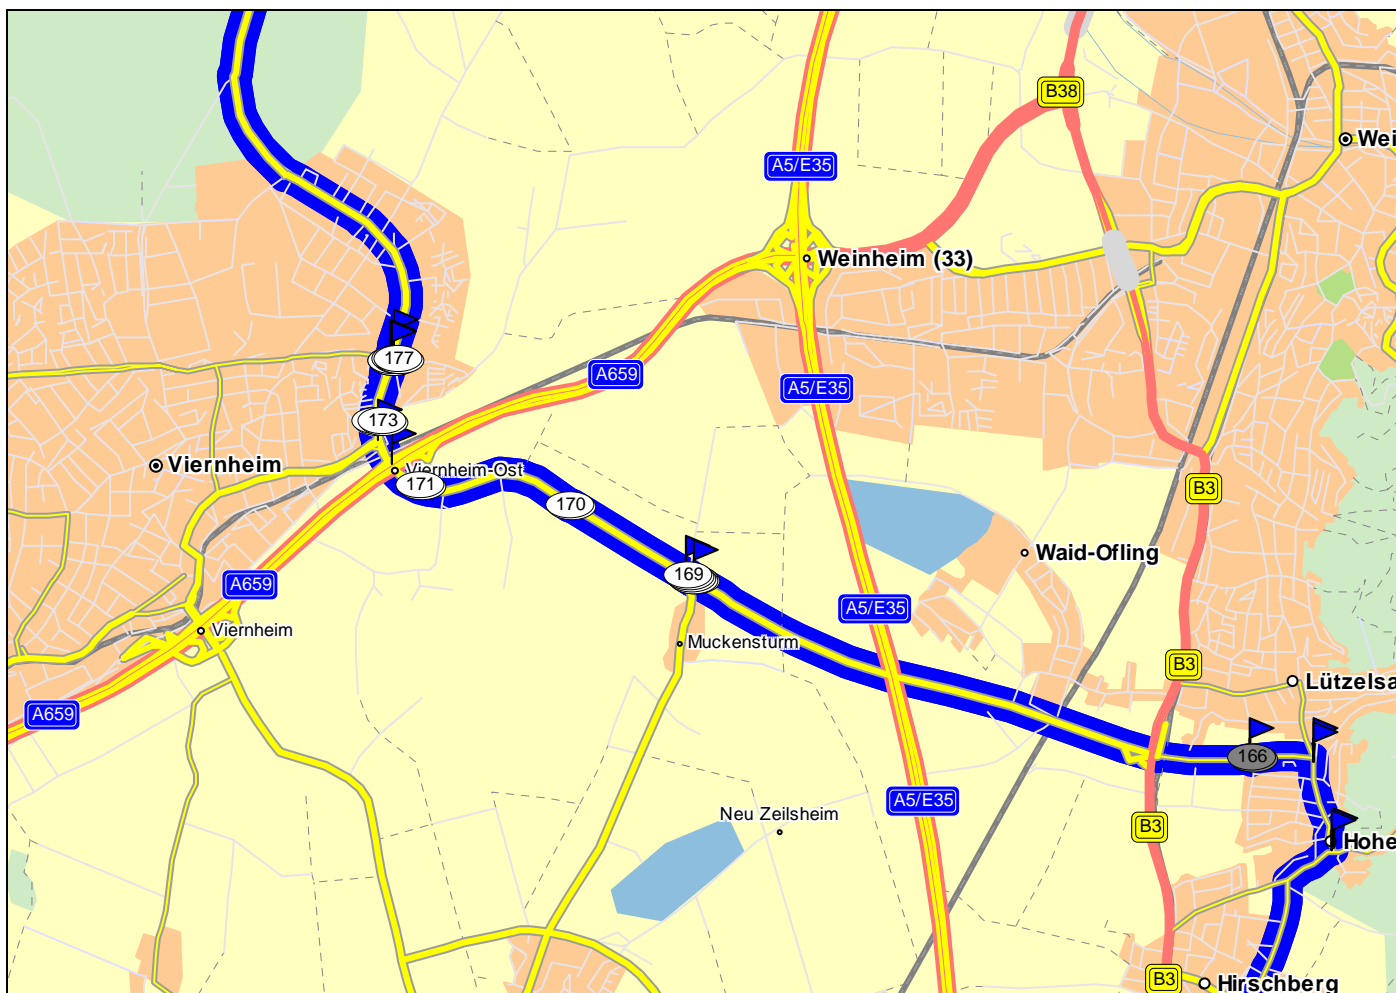 B38
Wei
A5/E35
Weinheim (33)
177
A659
A5/E35
173
Viernheim
Viernheim-Ost
171
B3
170
Waid-Ofling
169
A659
A5/E35
Viernheim
Muckensturm
B3
Lützelsa
A659
166
A5/E35
Neu Zeilsheim
B3
Hohe
B3
Hirschberg